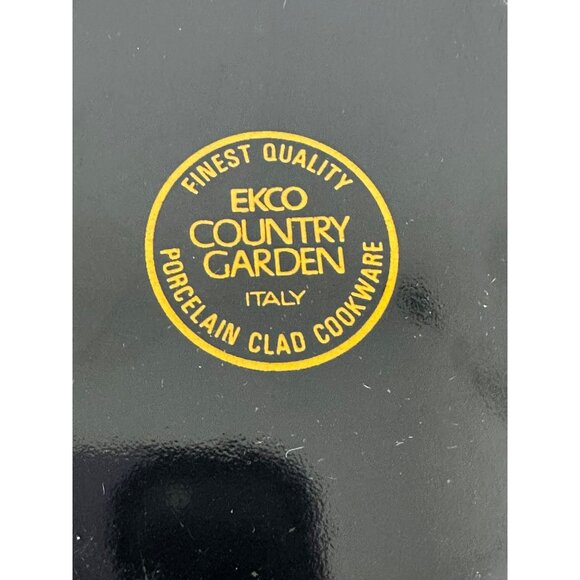 FINEST QUALITY
EKCO
COUNTRY
GARDEN
ITALY
PORCELAIN CLAD COOKWARE